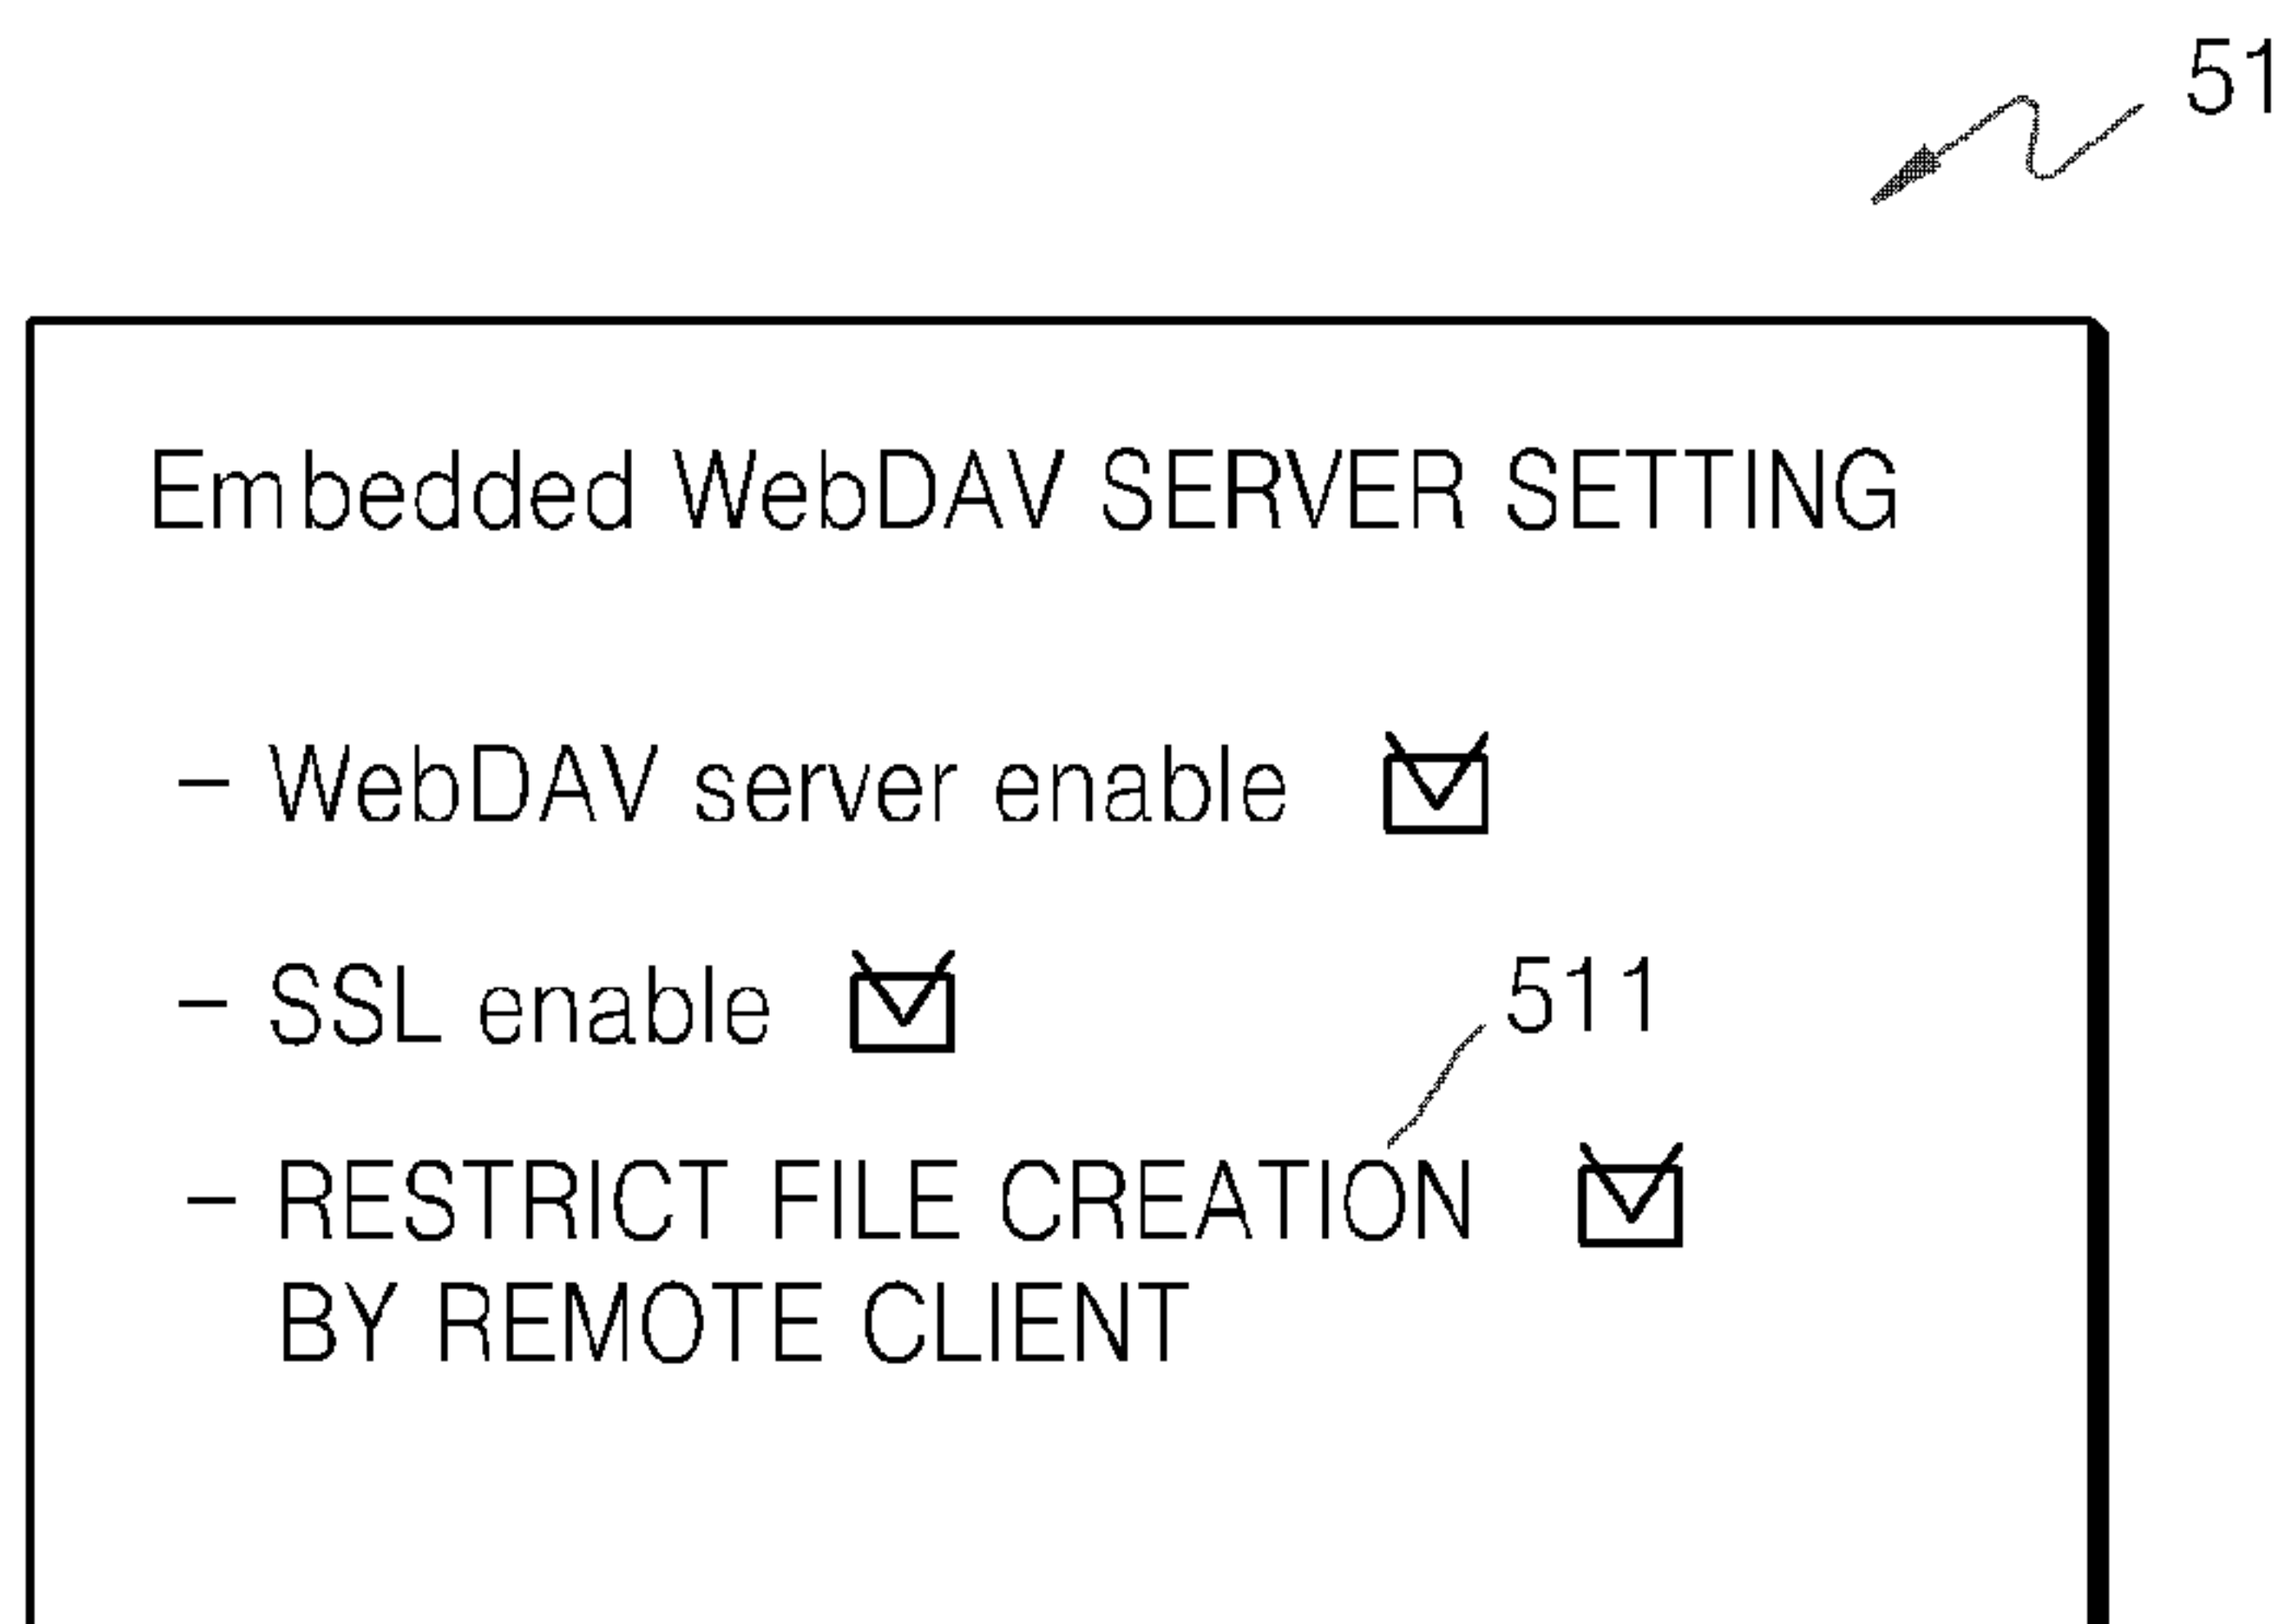 51
Embedded WebDAV SERVER SETTING
– WebDAV server enable
– SSL enable
511
– RESTRICT FILE CREATION
BY REMOTE CLIENT